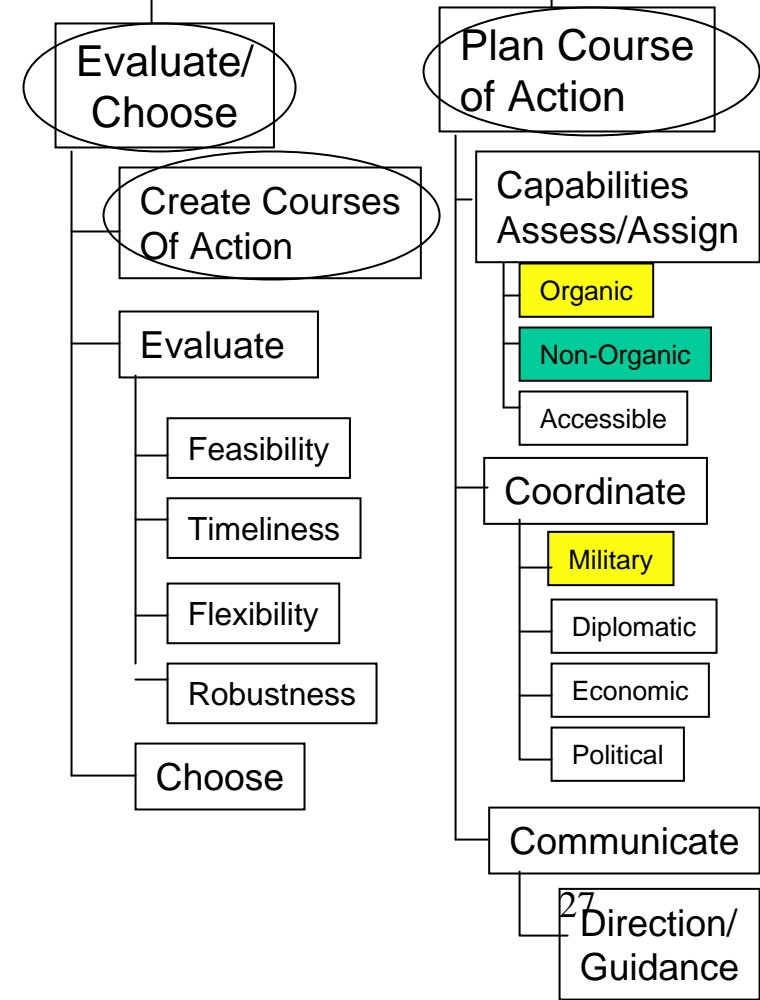 Evaluate/
Choose
Create Courses
Of Action
Evaluate
Feasibility
Timeliness
Flexibility
Robustness
Choose
Plan Course
of Action
Capabilities
Assess/Assign
Organic
Non-Organic
Accessible
Coordinate
Military
Diplomatic
Economic
Political
Communicate
27
Direction/
Guidance